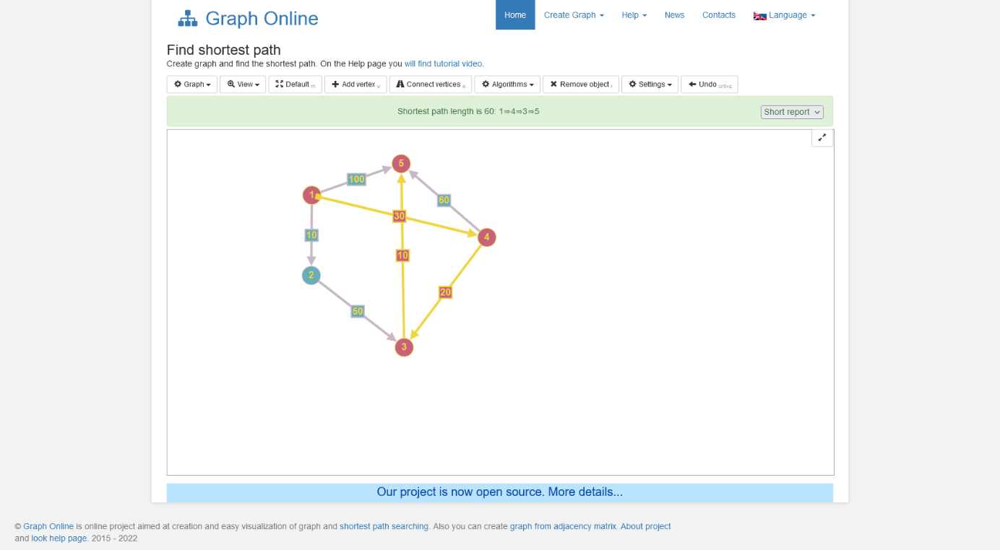 Graph Online
Home Create Graph Help News Contacts Language
Find shortest path
Create graph and find the shortest path. On the Help page you will find tutorial video.
Graph View Default m Add vertex v Connect vertices e Algorithms Remove object r Settings Undo crtl+z
Shortest path length is 60: 1⇒4⇒3⇒5
Short report
5
100
1
60
30
10
4
10
2
20
50
3
Our project is now open source. More details...
© Graph Online is online project aimed at creation and easy visualization of graph and shortest path searching. Also you can create graph from adjacency matrix. About project
and look help page. 2015 - 2022